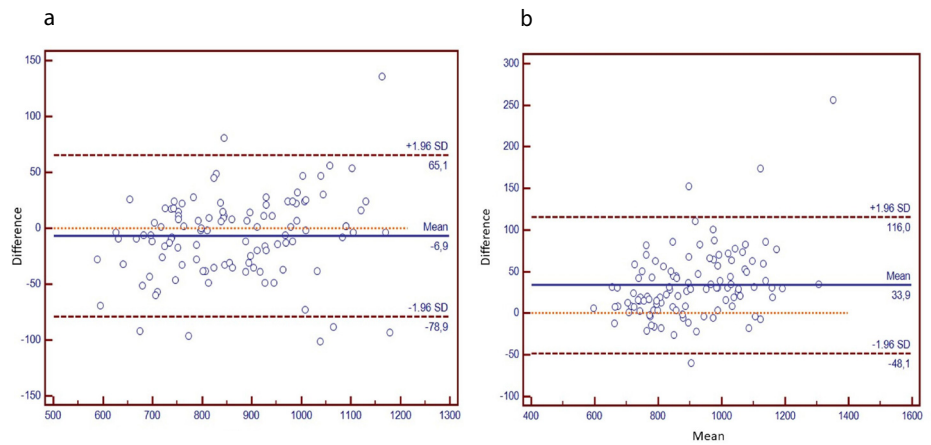 a
150
100
50
0
-50
-100
-150
Difference
+1.96 SD
65,1
Mean
-6,9
-1.96 SD
-78,9
500 600 700 800 900 1000 1100 1200 1300
b
300
250
200
150
100
50
0
-50
-100
Difference
+1.96 SD
116,0
Mean
33,9
-1.96 SD
-48,1
400 600 800 1000 1200 1400 1600
Mean